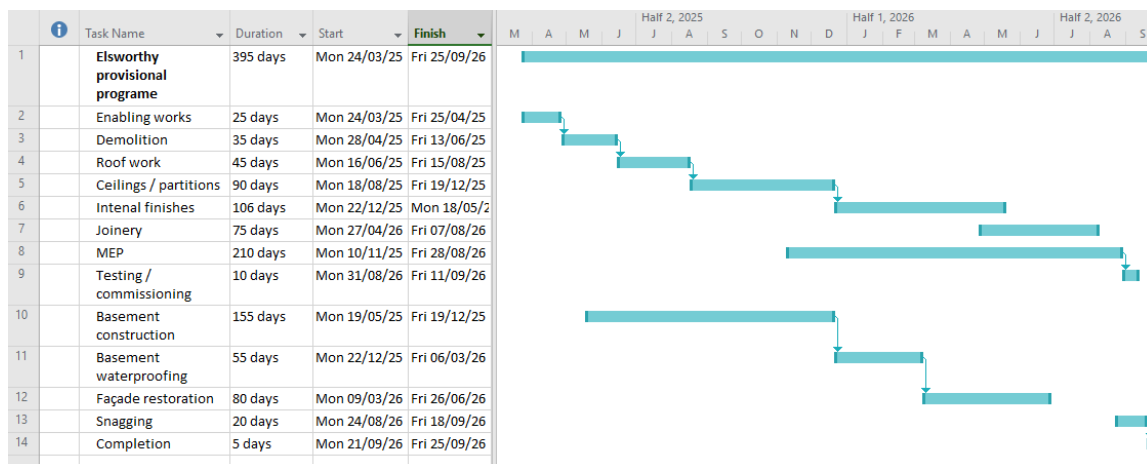 Half 2, 2025 Half 1, 2026 Half 2, 2026
Task Name Duration Start Finish M A M J J A S O N D J F M A M J J A S
1 Elsworthy 395 days Mon 24/03/25 Fri 25/09/26
provisional
programe
2 Enabling works 25 days Mon 24/03/25 Fri 25/04/25
3 Demolition 35 days Mon 28/04/25 Fri 13/06/25
4 Roof work 45 days Mon 16/06/25 Fri 15/08/25
5 Ceilings / partitions 90 days Mon 18/08/25 Fri 19/12/25
6 Intenal finishes 106 days Mon 22/12/25 Mon 18/05/2
7 Joinery 75 days Mon 27/04/26 Fri 07/08/26
8 MEP 210 days Mon 10/11/25 Fri 28/08/26
9 Testing / 10 days Mon 31/08/26 Fri 11/09/26
commissioning
10 Basement 155 days Mon 19/05/25 Fri 19/12/25
construction
11 Basement 55 days Mon 22/12/25 Fri 06/03/26
waterproofing
12 Façade restoration 80 days Mon 09/03/26 Fri 26/06/26
13 Snagging 20 days Mon 24/08/26 Fri 18/09/26
14 Completion 5 days Mon 21/09/26 Fri 25/09/26